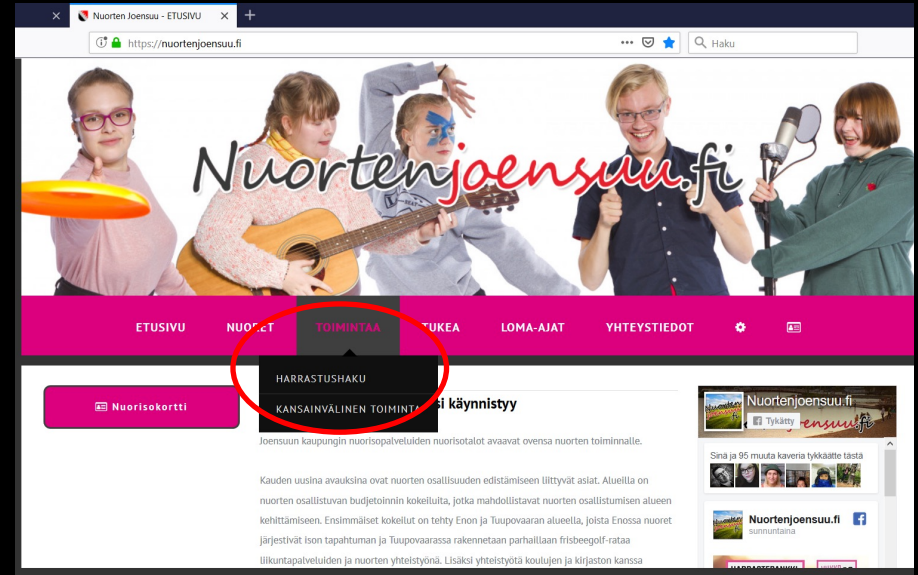 Nuorten Joensuu - ETUSIVU
https://nuortenjoensuu.fi
Haku
Nuortenjoensuu.fi
ETUSIVU NUORET TOIMINTAA TUKEA LOMA-AJAT YHTEYSTIEDOT
HARRASTUSHAKU
KANSAINVÄLINEN TOIMINTA
Nuorisokortti
si käynnistyy
Joensuun kaupungin nuorisopalveluiden nuorisotalot avaavat ovensa nuorten toiminnalle.
Kauden uusina avauksina ovat nuorten osallisuuden edistämiseen liittyvät asiat. Alueilla on
nuorten osallistuvan budjetoinnin kokeiluita, jotka mahdollistavat nuorten osallistumisen alueen
kehittämiseen. Ensimmäiset kokeilut on tehty Enon ja Tuupovaaran alueella, joista Enossa nuoret
järjestivät ison tapahtuman ja Tuupovaarassa rakennetaan parhaillaan frisbeegolf-rataa
liikuntapalveluiden ja nuorten yhteistyönä. Lisäksi yhteistyötä koulujen ja kirjaston kanssa
Nuortenjoensuu.fi
Tykätty
Sinä ja 95 muuta kaveria tykkäätte tästä
Nuortenjoensuu.fi
sunnuntaina